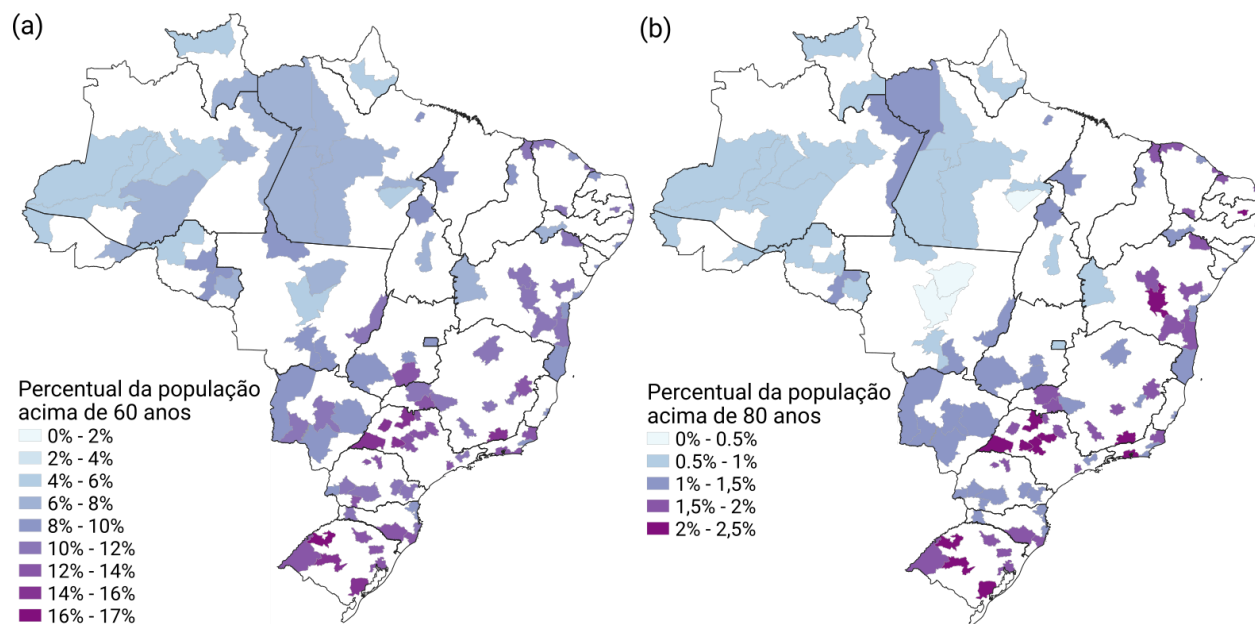 (a)
Percentual da população
acima de 60 anos
0% - 2%
2% - 4%
4% - 6%
6% - 8%
8% - 10%
10% - 12%
12% - 14%
14% - 16%
16% - 17%
(b)
Percentual da população
acima de 80 anos
0% - 0.5%
0.5% - 1%
1% - 1,5%
1,5% - 2%
2% - 2,5%